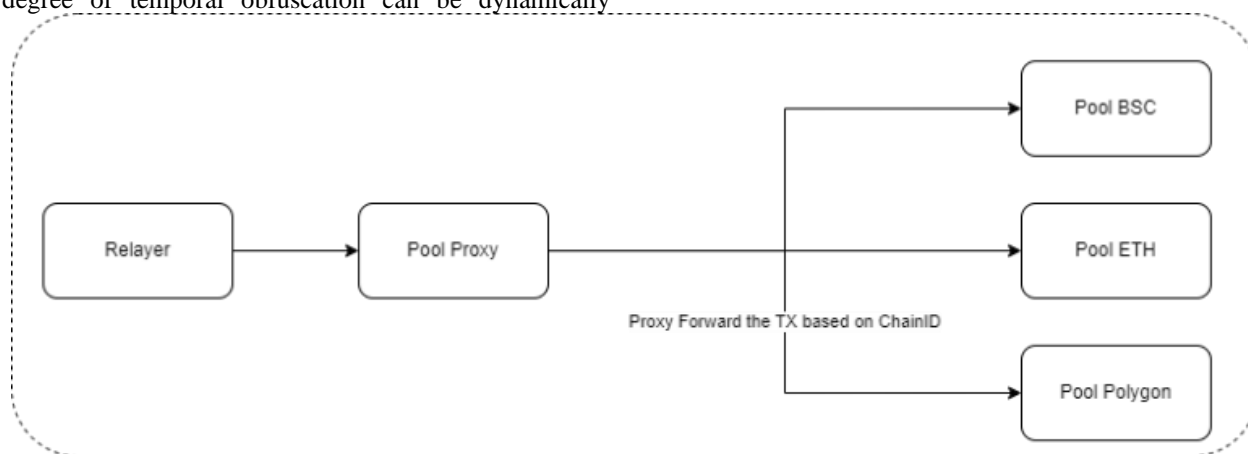 degree of temporal obfuscation can be dynamically
Pool BSC
Relayer
Pool Proxy
Pool ETH
Proxy Forward the TX based on ChainID
Pool Polygon